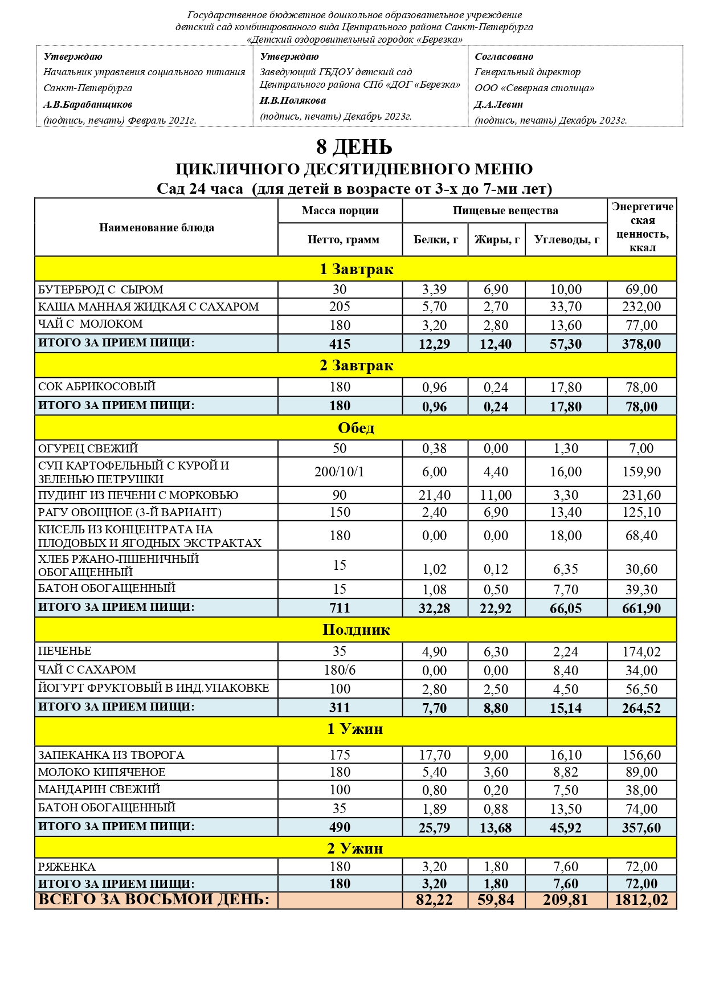 Государственное бюджетное дошкольное образовательное учреждение
детский сад комбинированного вида Центрального района Санкт-Петербурга
«Детский оздоровительный городок «Березка»
Утверждаю
Начальник управления социального питания
Санкт-Петербурга
А.В.Барабанщиков
(подпись, печать) Февраль 2021г.
Утверждаю
Заведующий ГБДОУ детский сад
Центрального района СПб «ДОГ «Березка»
И.В.Полякова
(подпись, печать) Декабрь 2023г.
Согласовано
Генеральный директор
ООО «Северная столица»
Д.А.Левин
(подпись, печать) Декабрь 2023г.
8 ДЕНЬ
ЦИКЛИЧНОГО ДЕСЯТИДНЕВНОГО МЕНЮ
Сад 24 часа (для детей в возрасте от 3-х до 7-ми лет)
Наименование блюда
Масса порции
Нетто, грамм
Пищевые вещества
Белки, г Жиры, г Углеводы, г
Энергетиче
ская
ценность,
ккал
1 Завтрак
БУТЕРБРОД С СЫРОМ 30 3,39 6,90 10,00 69,00
КАША МАННАЯ ЖИДКАЯ С САХАРОМ 205 5,70 2,70 33,70 232,00
ЧАЙ С МОЛОКОМ 180 3,20 2,80 13,60 77,00
ИТОГО ЗА ПРИЕМ ПИЩИ: 415 12,29 12,40 57,30 378,00
2 Завтрак
СОК АБРИКОСОВЫЙ 180 0,96 0,24 17,80 78,00
ИТОГО ЗА ПРИЕМ ПИЩИ: 180 0,96 0,24 17,80 78,00
Обед
ОГУРЕЦ СВЕЖИЙ 50 0,38 0,00 1,30 7,00
СУП КАРТОФЕЛЬНЫЙ С КУРОЙ И
ЗЕЛЕНЬЮ ПЕТРУШКИ 200/10/1 6,00 4,40 16,00 159,90
ПУДИНГ ИЗ ПЕЧЕНИ С МОРКОВЬЮ 90 21,40 11,00 3,30 231,60
РАГУ ОВОЩНОЕ (3-Й ВАРИАНТ) 150 2,40 6,90 13,40 125,10
КИСЕЛЬ ИЗ КОНЦЕНТРАТА НА
ПЛОДОВЫХ И ЯГОДНЫХ ЭКСТРАКТАХ 180 0,00 0,00 18,00 68,40
ХЛЕБ РЖАНО-ПШЕНИЧНЫЙ
ОБОГАЩЕННЫЙ 15 1,02 0,12 6,35 30,60
БАТОН ОБОГАЩЕННЫЙ 15 1,08 0,50 7,70 39,30
ИТОГО ЗА ПРИЕМ ПИЩИ: 711 32,28 22,92 66,05 661,90
Полдник
ПЕЧЕНЬЕ 35 4,90 6,30 2,24 174,02
ЧАЙ С САХАРОМ 180/6 0,00 0,00 8,40 34,00
ЙОГУРТ ФРУКТОВЫЙ В ИНД.УПАКОВКЕ 100 2,80 2,50 4,50 56,50
ИТОГО ЗА ПРИЕМ ПИЩИ: 311 7,70 8,80 15,14 264,52
1 Ужин
ЗАПЕКАНКА ИЗ ТВОРОГА 175 17,70 9,00 16,10 156,60
МОЛОКО КИПЯЧЕНОЕ 180 5,40 3,60 8,82 89,00
МАНДАРИН СВЕЖИЙ 100 0,80 0,20 7,50 38,00
БАТОН ОБОГАЩЕННЫЙ 35 1,89 0,88 13,50 74,00
ИТОГО ЗА ПРИЕМ ПИЩИ: 490 25,79 13,68 45,92 357,60
2 Ужин
РЯЖЕНКА 180 3,20 1,80 7,60 72,00
ИТОГО ЗА ПРИЕМ ПИЩИ: 180 3,20 1,80 7,60 72,00
ВСЕГО ЗА ВОСЬМОЙ ДЕНЬ: 82,22 59,84 209,81 1812,02